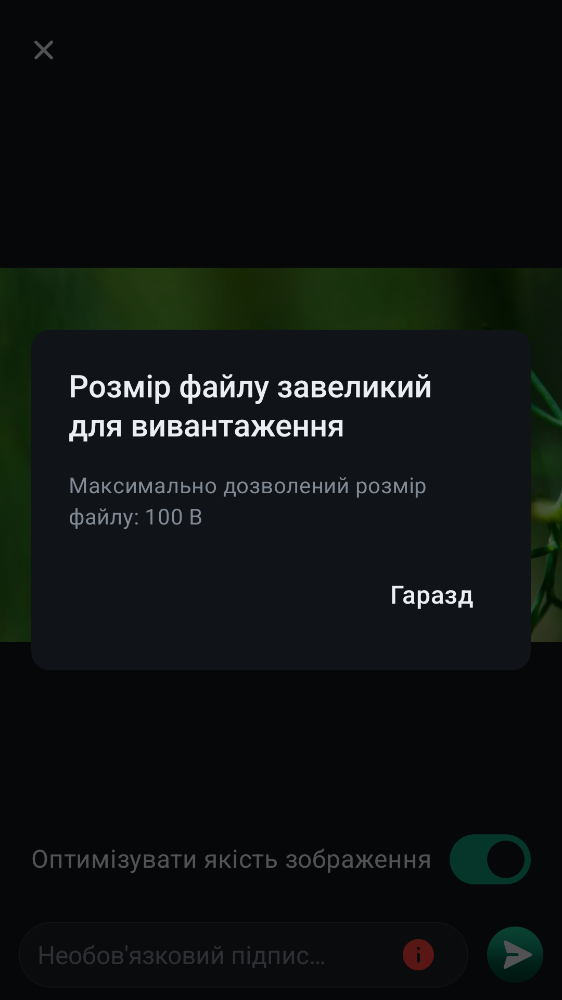 Розмір файлу завеликий
для вивантаження
Максимально дозволений розмір
файлу: 100 B
Гаразд
Оптимізувати якість зображення
Необов'язковий підпис…